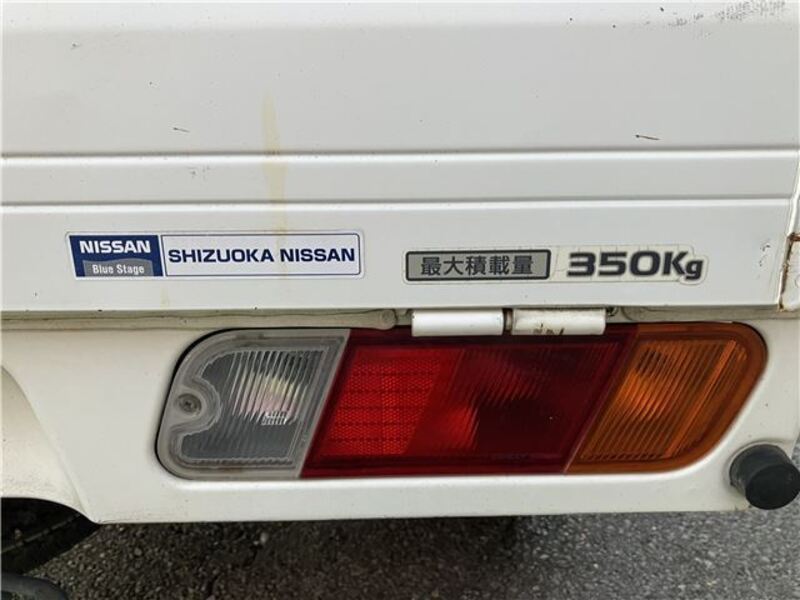 NISSAN
Blue Stage
SHIZUOKA NISSAN
最大積載量 350Kg